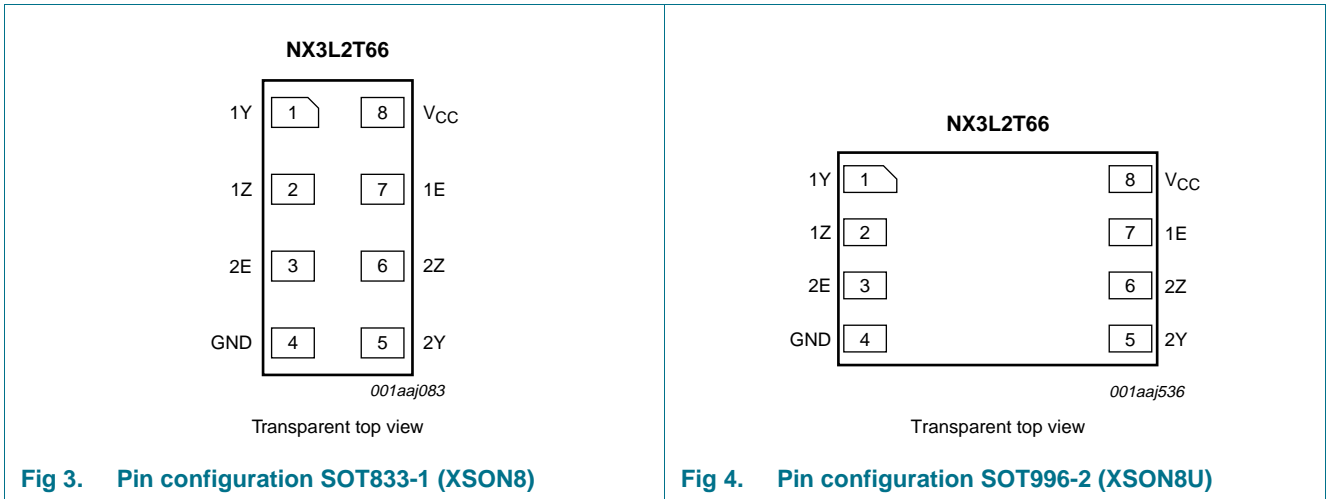 NX3L2T66
1Y 1 8 VCC
1Z 2 7 1E
2E 3 6 2Z
GND 4 5 2Y
001aaj083
Transparent top view
Fig 3. Pin configuration SOT833-1 (XSON8)
NX3L2T66
1Y 1 8 VCC
1Z 2 7 1E
2E 3 6 2Z
GND 4 5 2Y
001aaj536
Transparent top view
Fig 4. Pin configuration SOT996-2 (XSON8U)